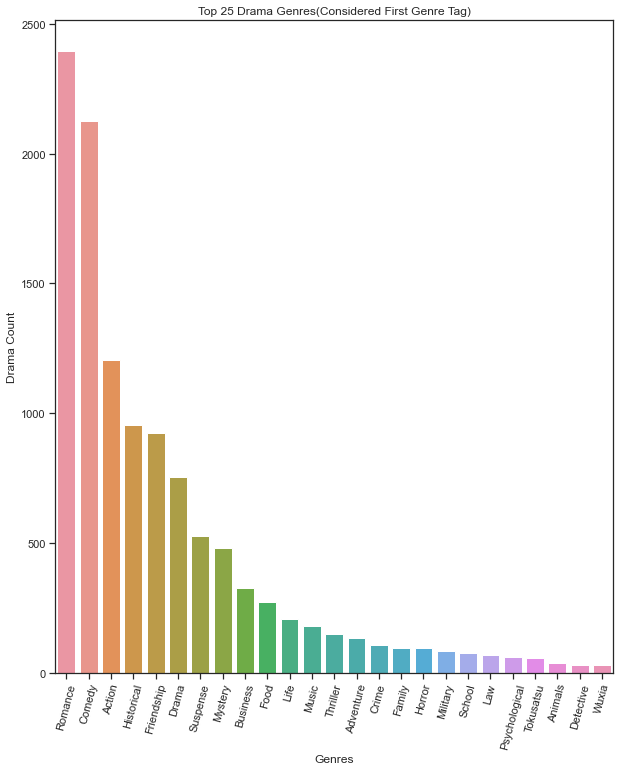 Top 25 Drama Genres(Considered First Genre Tag)
2500
2000
1500
1000
500
0
Drama Count
Romance
Comedy
Action
Historical
Friendship
Drama
Suspense
Mystery
Business
Food
Life
Music
Thriller
Adventure
Crime
Family
Horror
Military
School
Law
Psychological
Tokusatsu
Animals
Detective
Wuxia
Genres